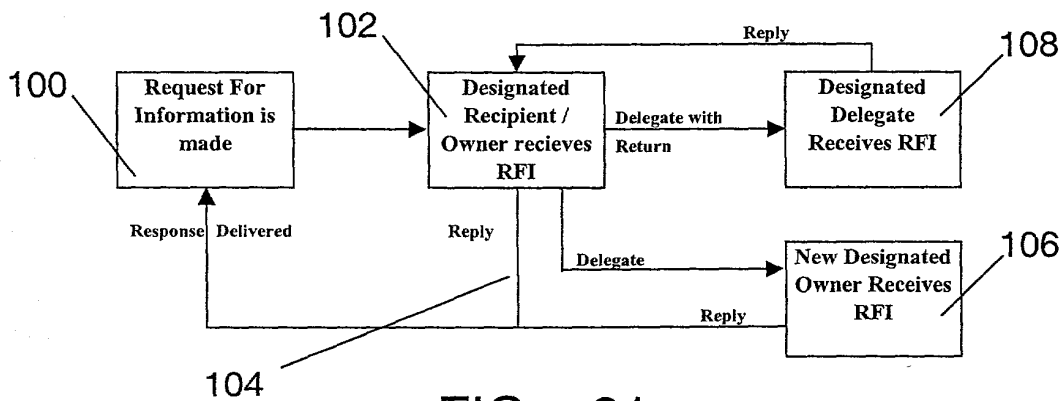 102
Reply
108
100
Request For
Information is
made
Designated
Recipient /
Owner recieves
RFI
Delegate with
Return
Designated
Delegate
Receives RFI
Response Delivered
Reply
Delegate
New Designated
Owner Receives
RFI
106
Reply
104